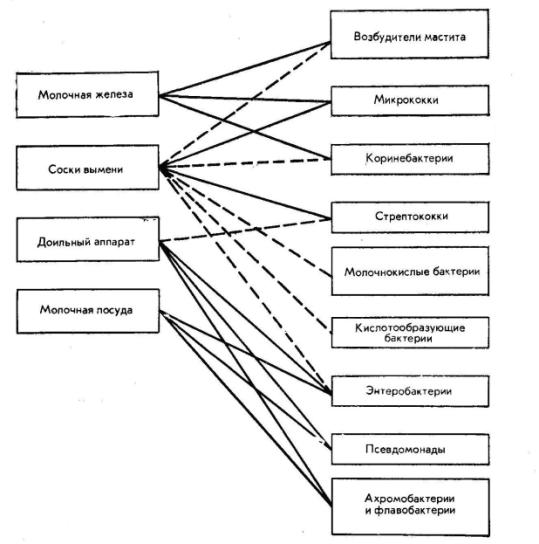 Молочная железа
Соски вымени
Доильный аппарат
Молочная посуда
Возбудители мастита
Микрококки
Коринебактерии
Стрептококки
Молочнокислые бактерии
Кислотообразующие
бактерии
Энтеробактерии
Псевдомонады
Ахромобактерии
и флавобактерии